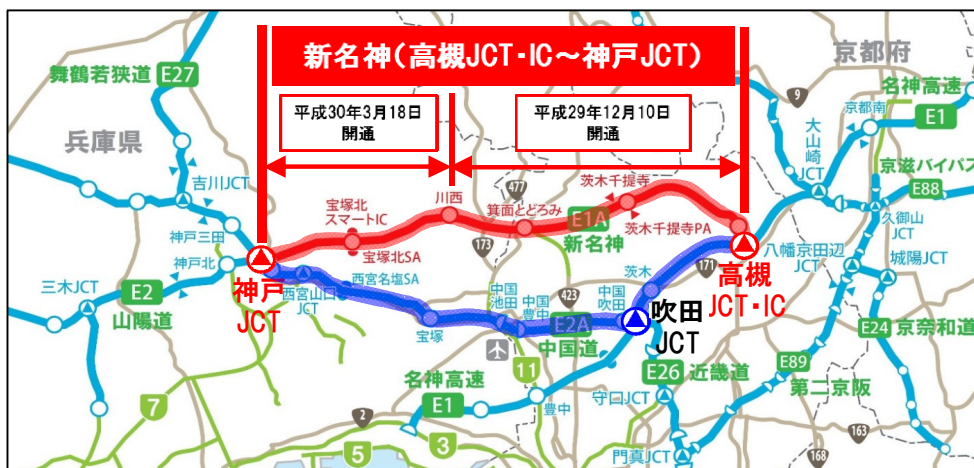 新名神(高槻JCT・IC～神戸JCT)
平成30年3月18日
開通
平成29年12月10日
開通
京都府
兵庫県
舞鶴若狭道
E27
9
名神高速
京都南
E1
大山崎
JCT
京滋バイパス
E88
吉川JCT
477
川西
茨木千提寺
宝塚北
スマートIC
箕面とどろみ
E1A
新名神
173
茨木千提寺PA
久御山
JCT
神戸三田
宝塚北SA
神戸北
八幡京田辺
JCT
城陽JCT
171
高槻
JCT・IC
神戸
JCT
西宮山口
JCT
西宮名塩SA
茨木
三木JCT
E2
山陽道
中国
池田
中国
豊中
423
中国
吹田
吹田
JCT
宝塚
E2A
中国道
E24
京奈和道
11
E26
近畿道
E89
第二京阪
名神高速
E1
豊中
守口JCT
7
2
3
5
門真JCT
163
168